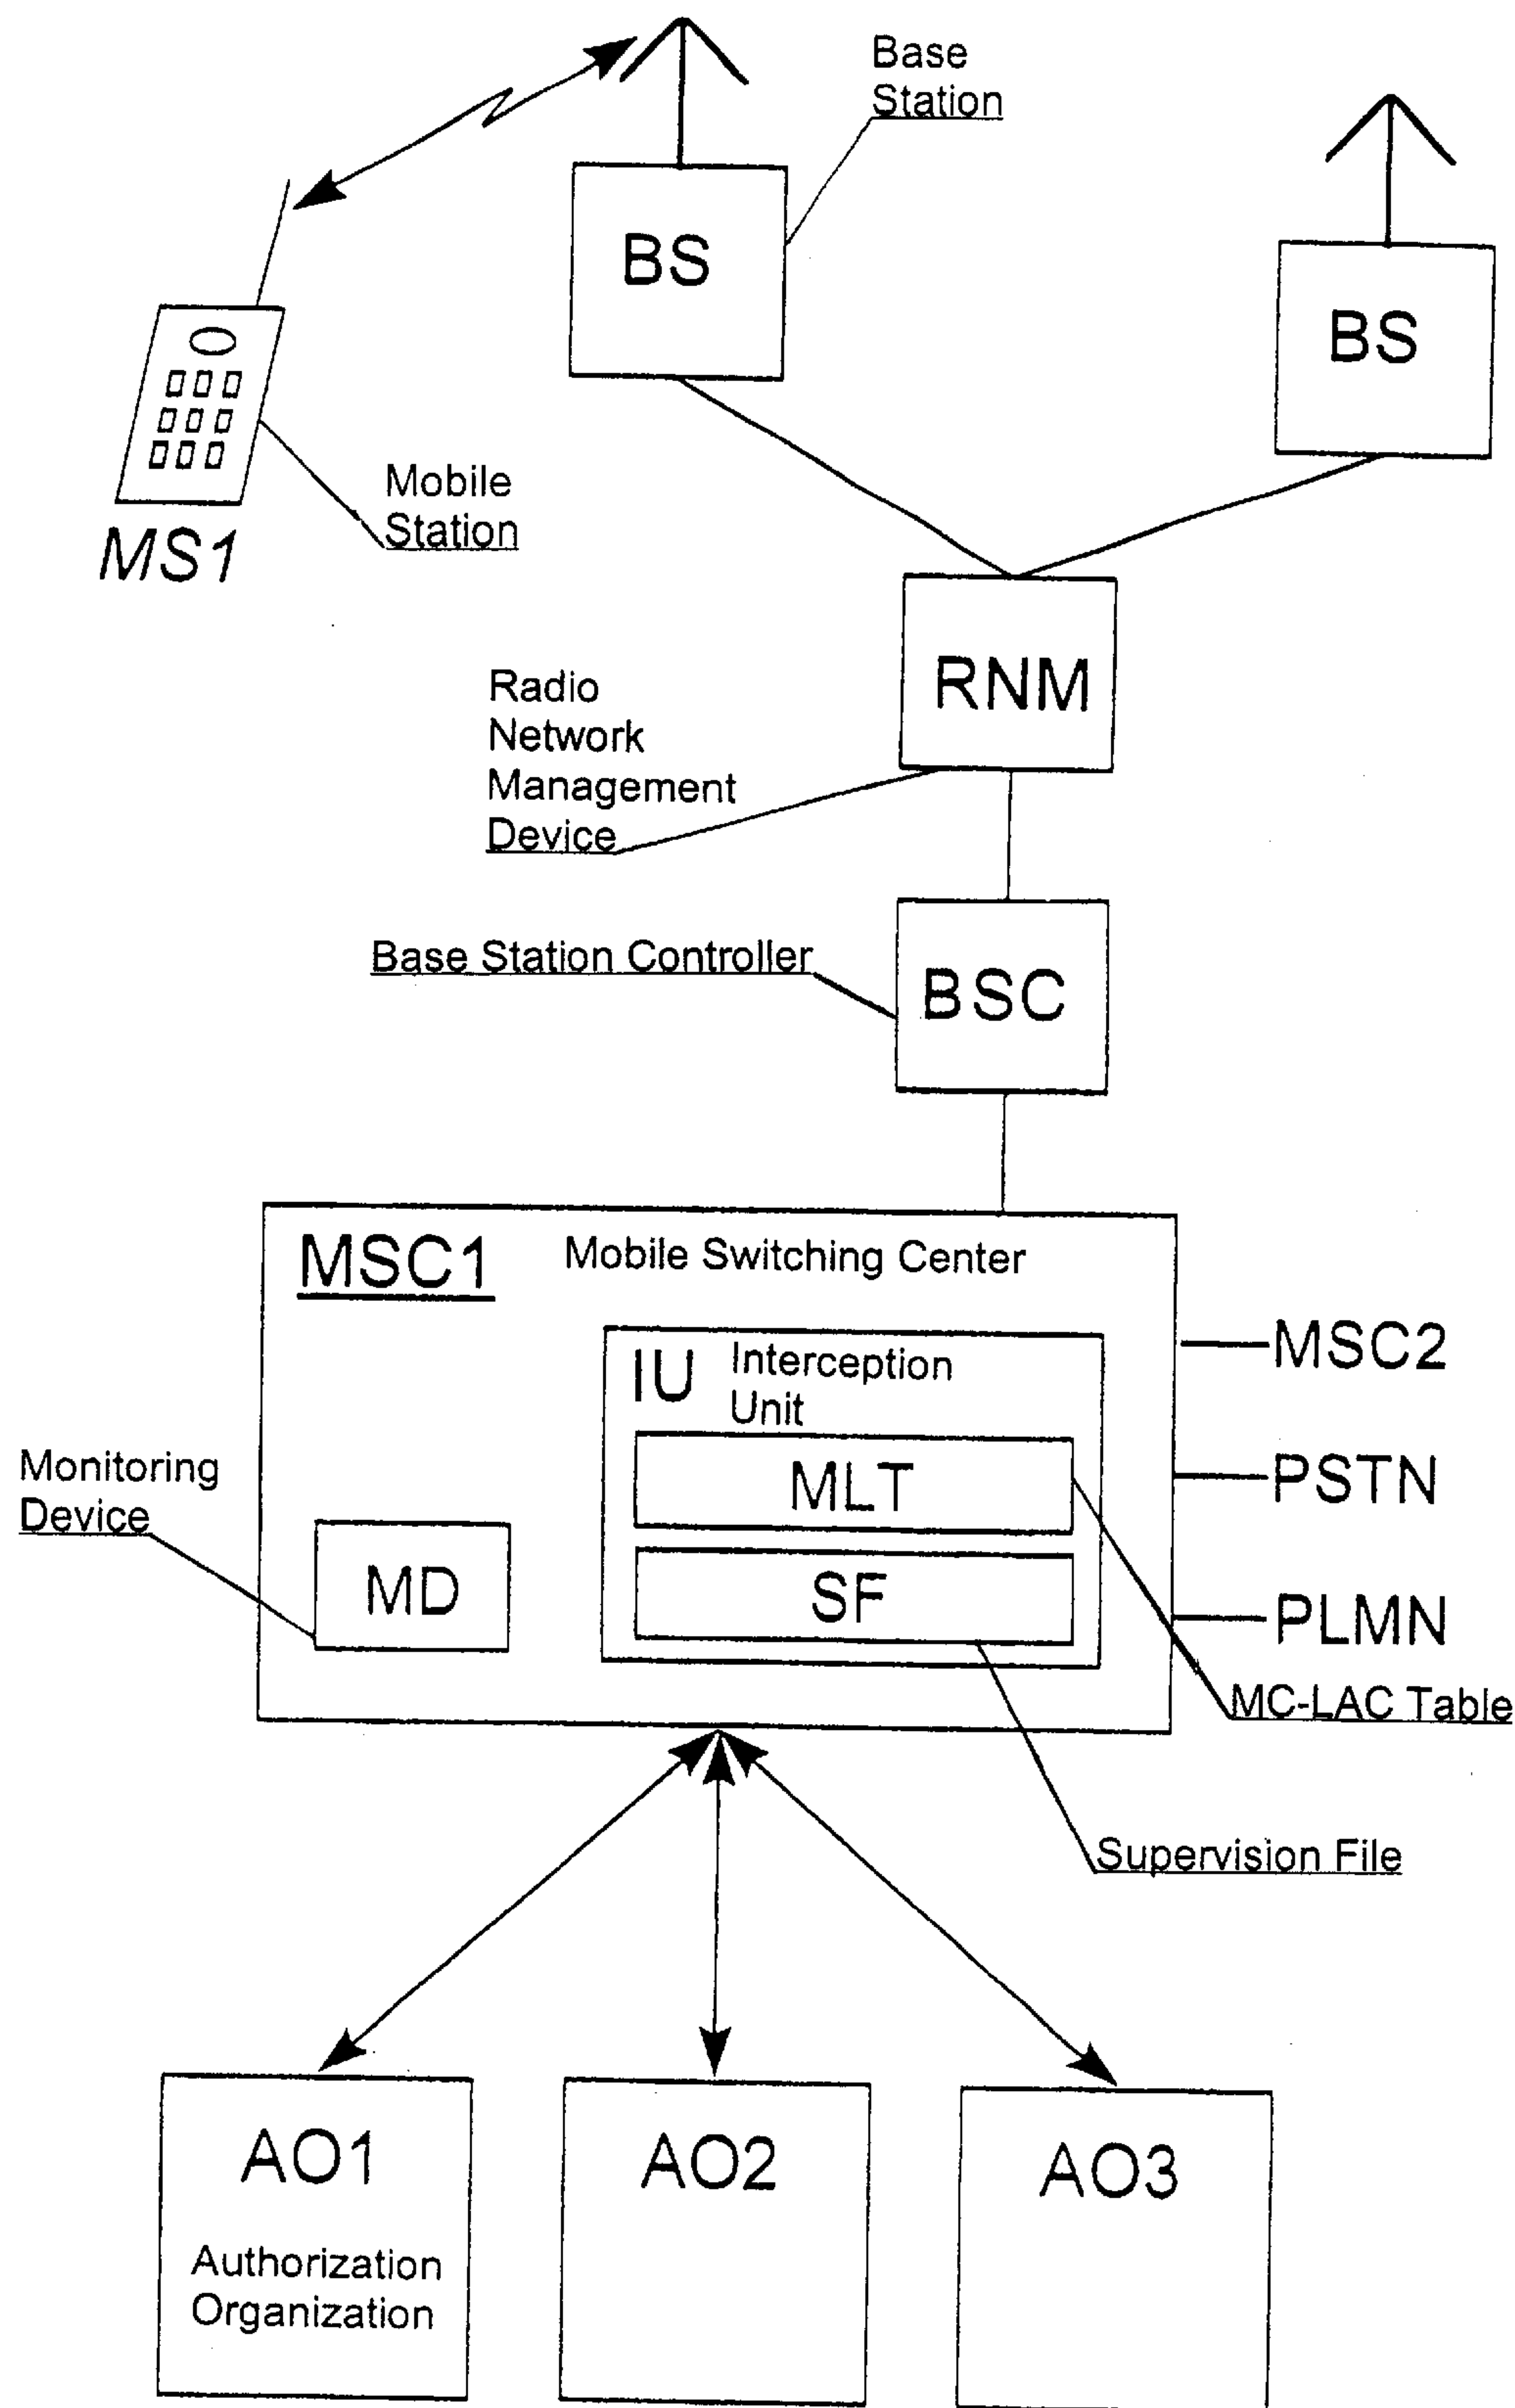 Base
Station
BS
BS
Mobile
Station
MS1
RNM
Radio
Network
Management
Device
Base Station Controller
BSC
MSC1
Mobile Switching Center
MSC2
IU
Interception
Unit
MLT
PSTN
Monitoring
Device
MD
SF
PLMN
MC-LAC Table
Supervision File
AO1
AO2
AO3
Authorization
Organization